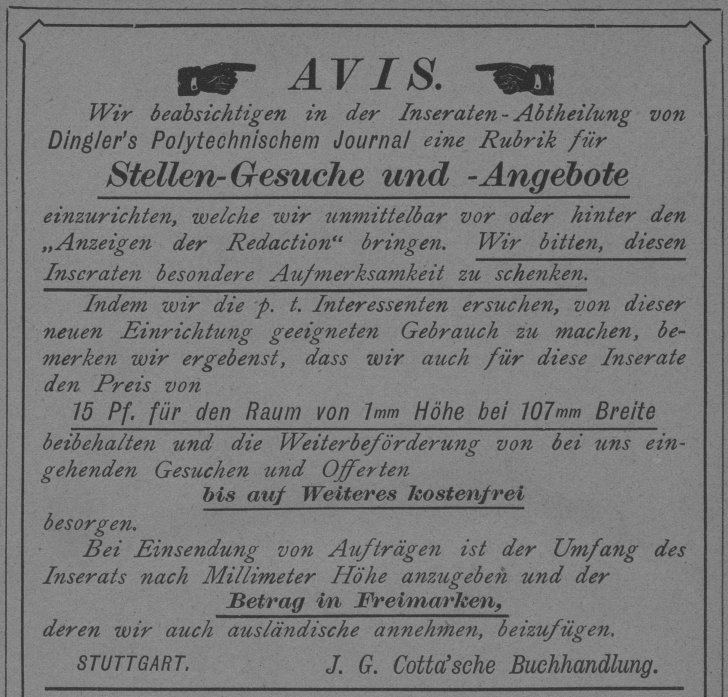 AVIS.
Wir beabsichtigen in der Inseraten-Abtheilung von
Dingler's Polytechnischem Journal eine Rubrik für
Stellen-Gesuche und -Angebote
einzurichten, welche wir unmittelbar vor oder hinter den
„Anzeigen der Redaction“ bringen. Wir bitten, diesen
Inseraten besondere Aufmerksamkeit zu schenken.
Indem wir die p. t. Interessenten ersuchen, von dieser
neuen Einrichtung geeigneten Gebrauch zu machen, be-
merken wir ergebenst, dass wir auch für diese Inserate
den Preis von
15 Pf. für den Raum von 1mm Höhe bei 107mm Breite
beibehalten und die Weiterbeförderung von bei uns ein-
gehenden Gesuchen und Offerten
bis auf Weiteres kostenfrei
besorgen.
Bei Einsendung von Aufträgen ist der Umfang des
Inserats nach Millimeter Höhe anzugeben und der
Betrag in Freimarken,
deren wir auch ausländische annehmen, beizufügen.
STUTTGART. J. G. Cotta'sche Buchhandlung.